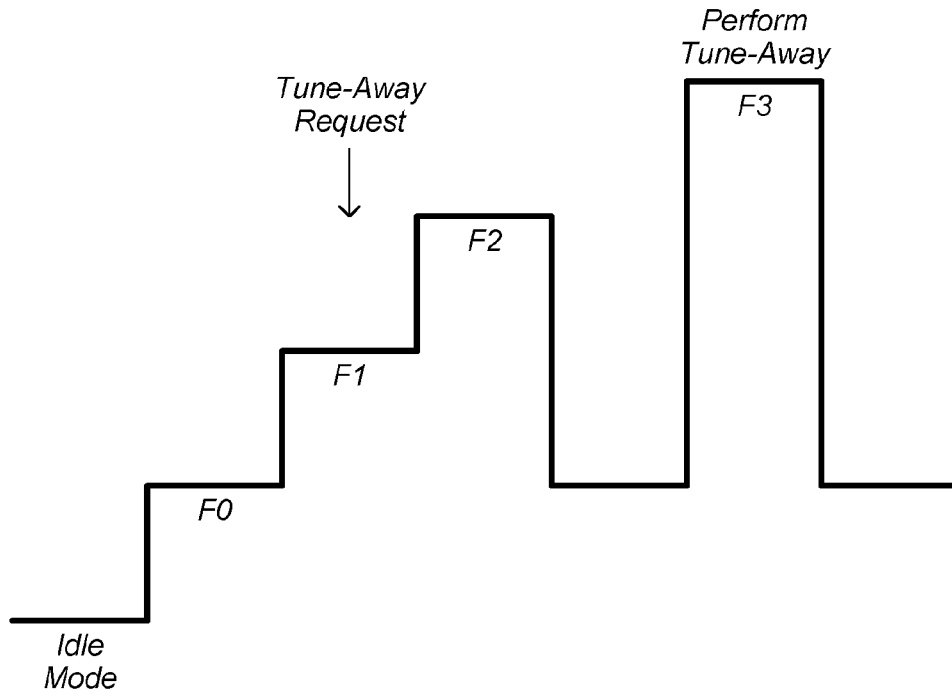 Perform
Tune-Away
F3
Tune-Away
Request
F2
F1
F0
Idle
Mode